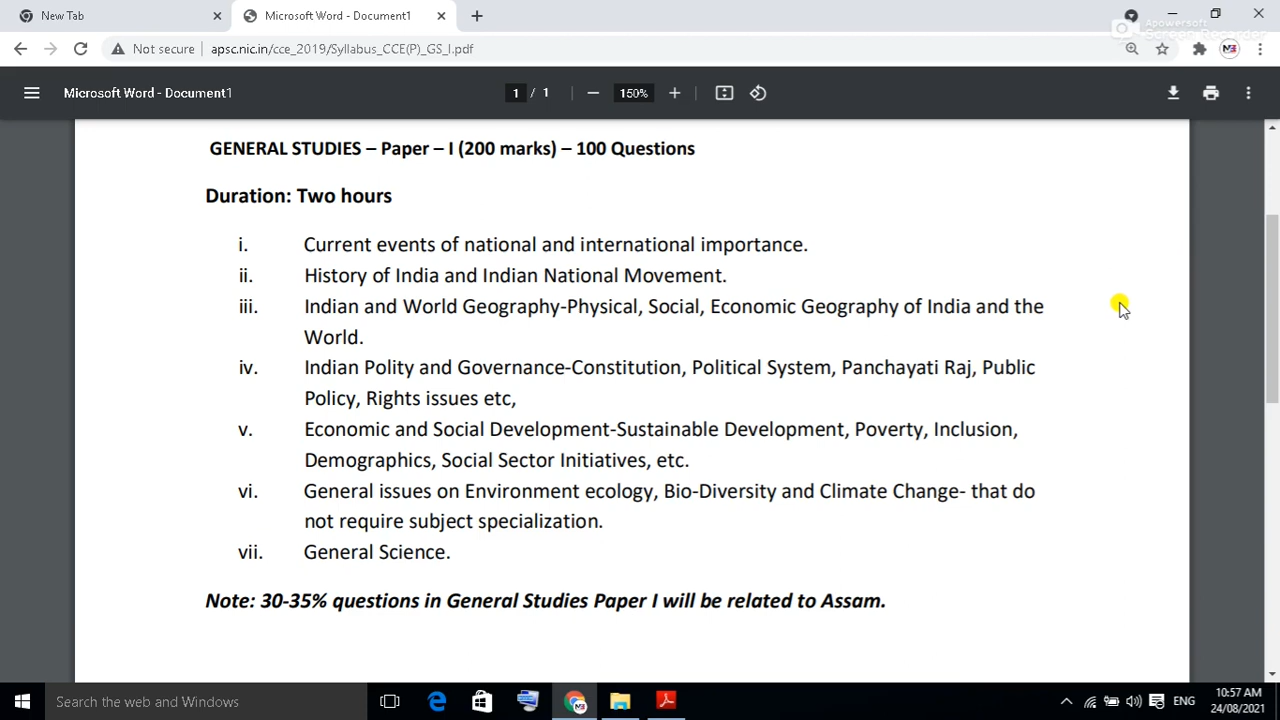 New Tab
Microsoft Word - Document1
Apowersoft
Screen Recorder
Not secure | apsc.nic.in/cce_2019/Syllabus_CCE(P)_GS_I.pdf
Microsoft Word - Document1
1 / 1
150%
GENERAL STUDIES – Paper – I (200 marks) – 100 Questions
Duration: Two hours
i. Current events of national and international importance.
ii. History of India and Indian National Movement.
iii. Indian and World Geography-Physical, Social, Economic Geography of India and the
World.
iv. Indian Polity and Governance-Constitution, Political System, Panchayati Raj, Public
Policy, Rights issues etc,
v. Economic and Social Development-Sustainable Development, Poverty, Inclusion,
Demographics, Social Sector Initiatives, etc.
vi. General issues on Environment ecology, Bio-Diversity and Climate Change- that do
not require subject specialization.
vii. General Science.
Note: 30-35% questions in General Studies Paper I will be related to Assam.
Search the web and Windows
ENG
10:57 AM
24/08/2021